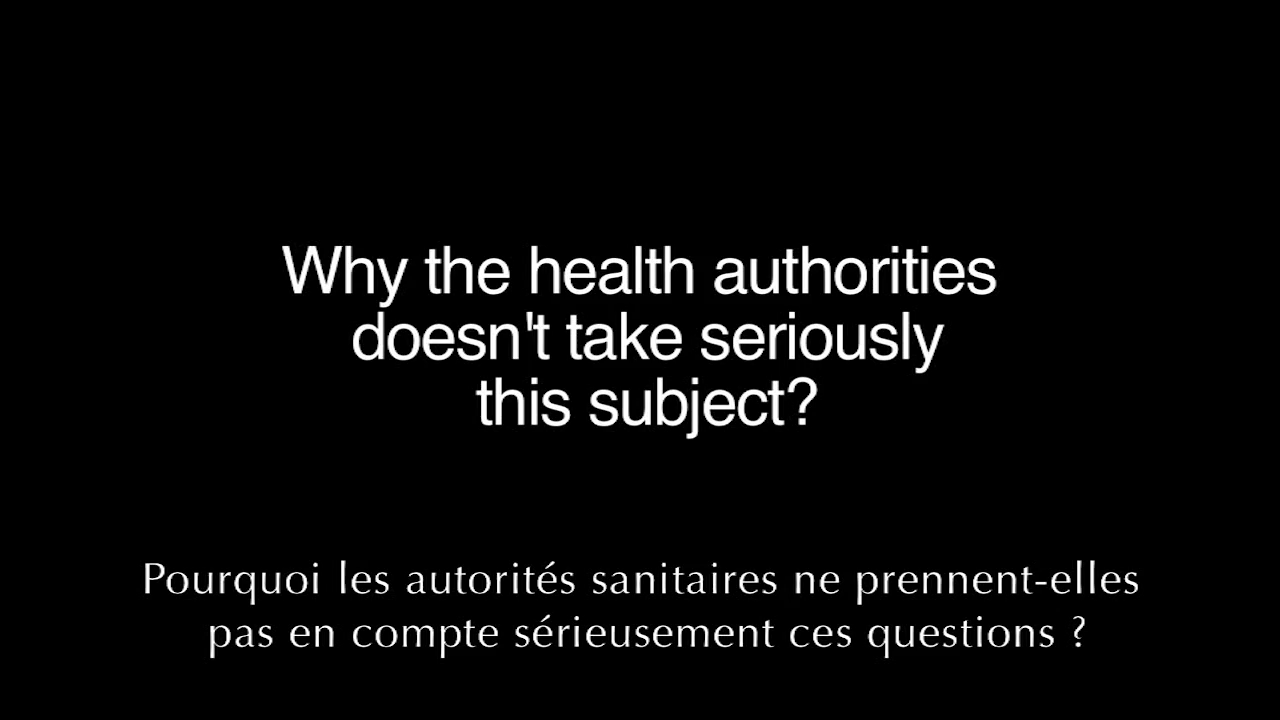 Why the health authorities
doesn't take seriously
this subject?
Pourquoi les autorités sanitaires ne prennent-elles
pas en compte sérieusement ces questions ?